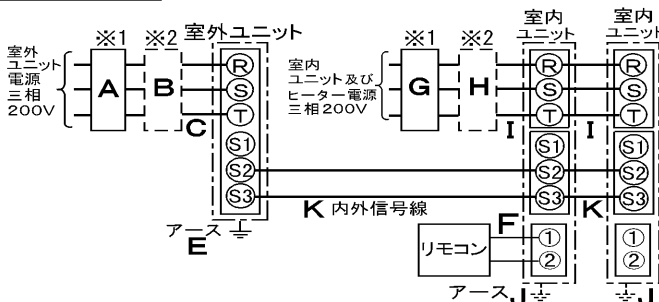 ※1 ※2 室外ユニット
室外
ユニット
電源
三相
200V
A B C
R
S
T
S1
S2
S3
アース
E
K 内外信号線
※1 ※2
室内
ユニット及び
ヒーター電源
三相200V
G H I I
室内
ユニット
室内
ユニット
R
S
T
S1
S2
S3
R
S
T
S1
S2
S3
K
F
リモコン
①
②
①
②
アース J
J